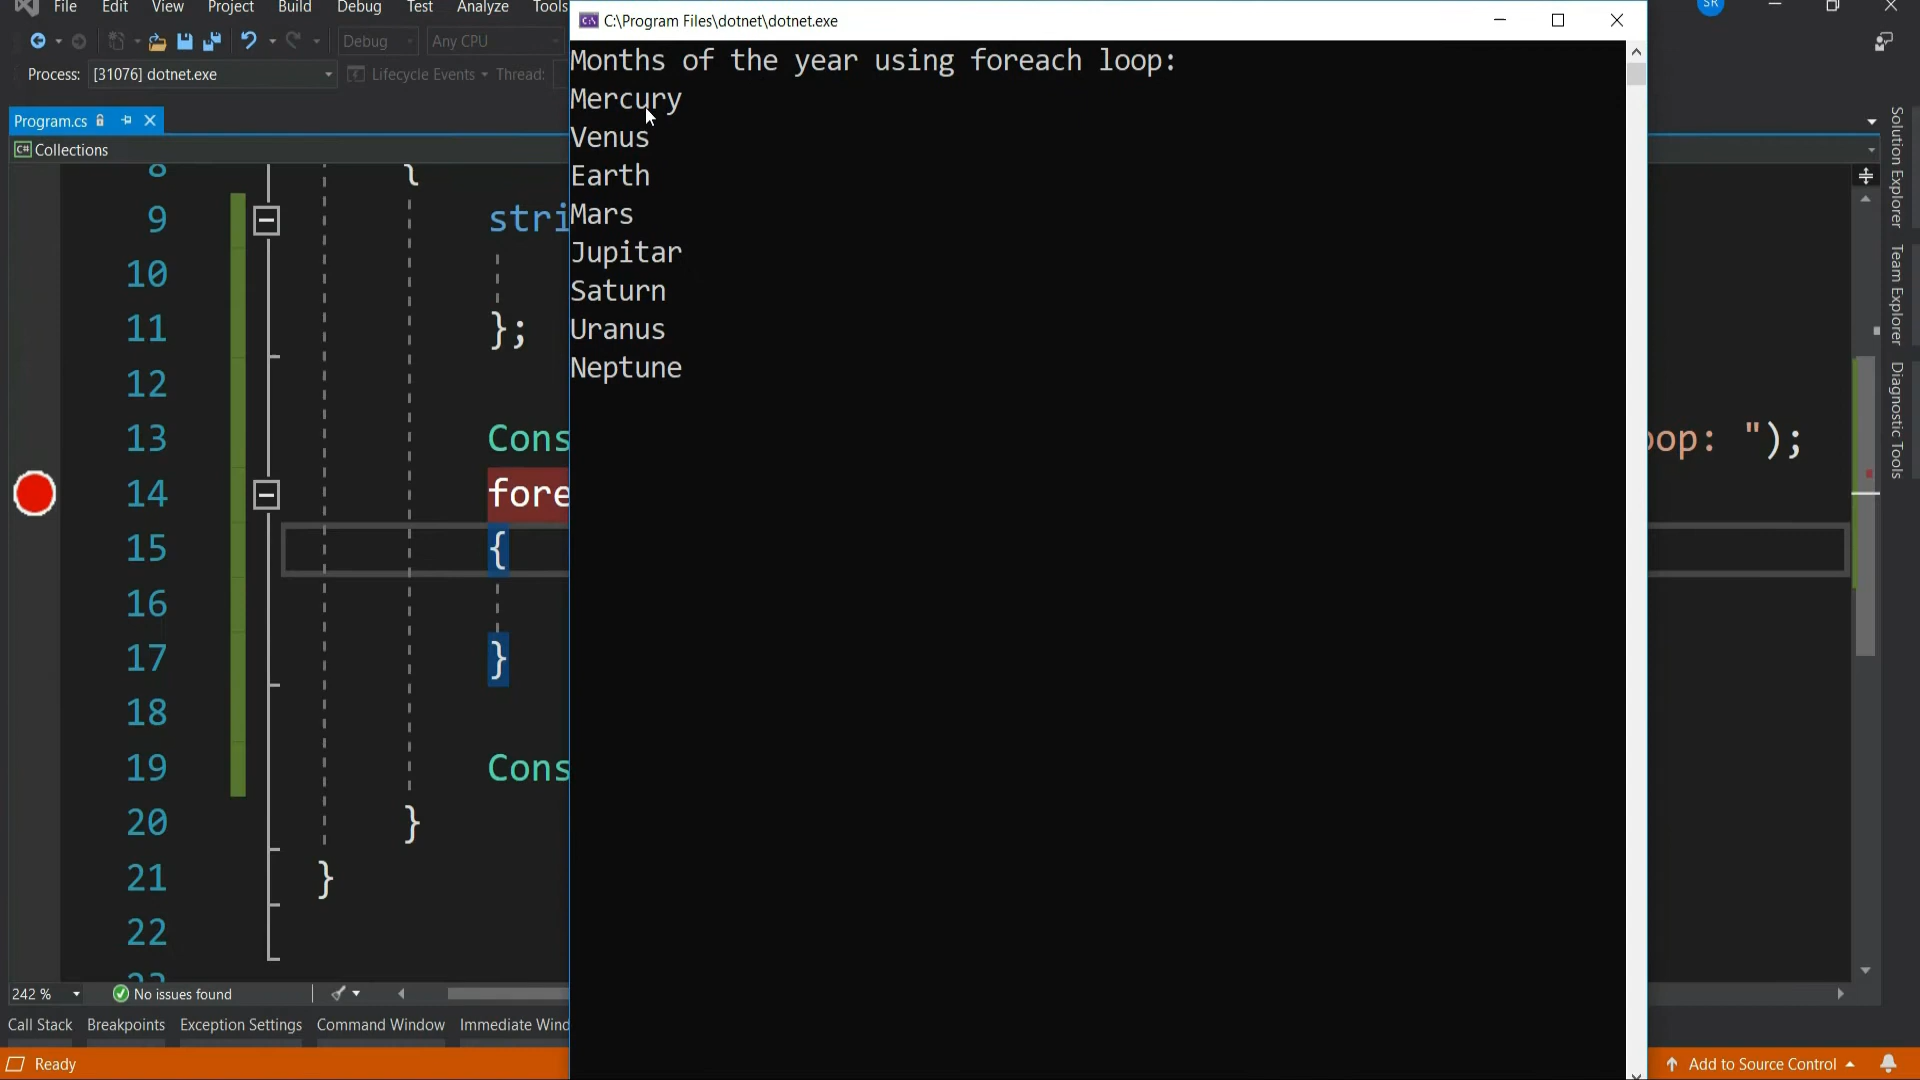 File Edit View Project Build Debug Test Analyze Tools
SR
C:\Program Files\dotnet\dotnet.exe
Debug Any CPU
Process: [31076] dotnet.exe Lifecycle Events Thread:
Program.cs
C# Collections
Months of the year using foreach loop:
Mercury
Venus
Earth
Mars
Jupitar
Saturn
Uranus
Neptune
8 {
9 stri
10
11 };
12
13 Cons oop: ");
14 fore
15 {
16
17 }
18
19 Cons
20 }
21 }
22
Solution Explorer
Team Explorer
Diagnostic Tools
242 % No issues found
Call Stack Breakpoints Exception Settings Command Window Immediate Wind
Ready Add to Source Control